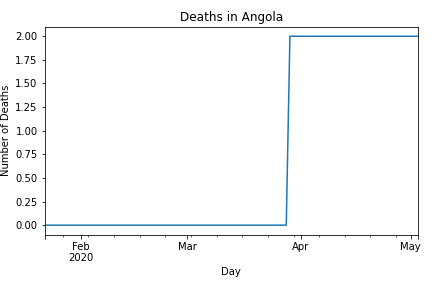 Deaths in Angola
Number of Deaths
2.00
1.75
1.50
1.25
1.00
0.75
0.50
0.25
0.00
Feb
2020
Mar
Apr
May
Day